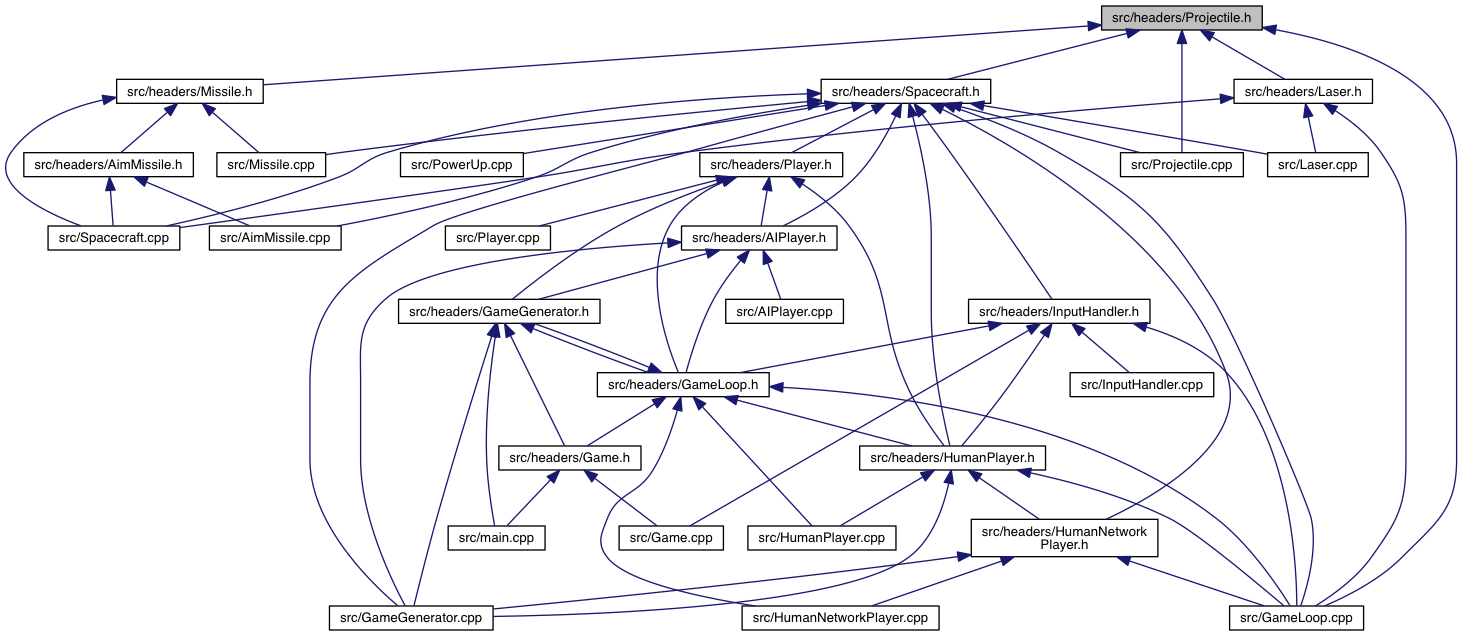 src/headers/Projectile.h
src/headers/Missile.h
src/headers/Spacecraft.h
src/headers/Laser.h
src/headers/AimMissile.h
src/Missile.cpp
src/PowerUp.cpp
src/headers/Player.h
src/Projectile.cpp
src/Laser.cpp
src/Spacecraft.cpp
src/AimMissile.cpp
src/Player.cpp
src/headers/AIPlayer.h
src/headers/GameGenerator.h
src/AIPlayer.cpp
src/headers/InputHandler.h
src/headers/GameLoop.h
src/InputHandler.cpp
src/headers/Game.h
src/headers/HumanPlayer.h
src/main.cpp
src/Game.cpp
src/HumanPlayer.cpp
src/headers/HumanNetwork
Player.h
src/GameGenerator.cpp
src/HumanNetworkPlayer.cpp
src/GameLoop.cpp